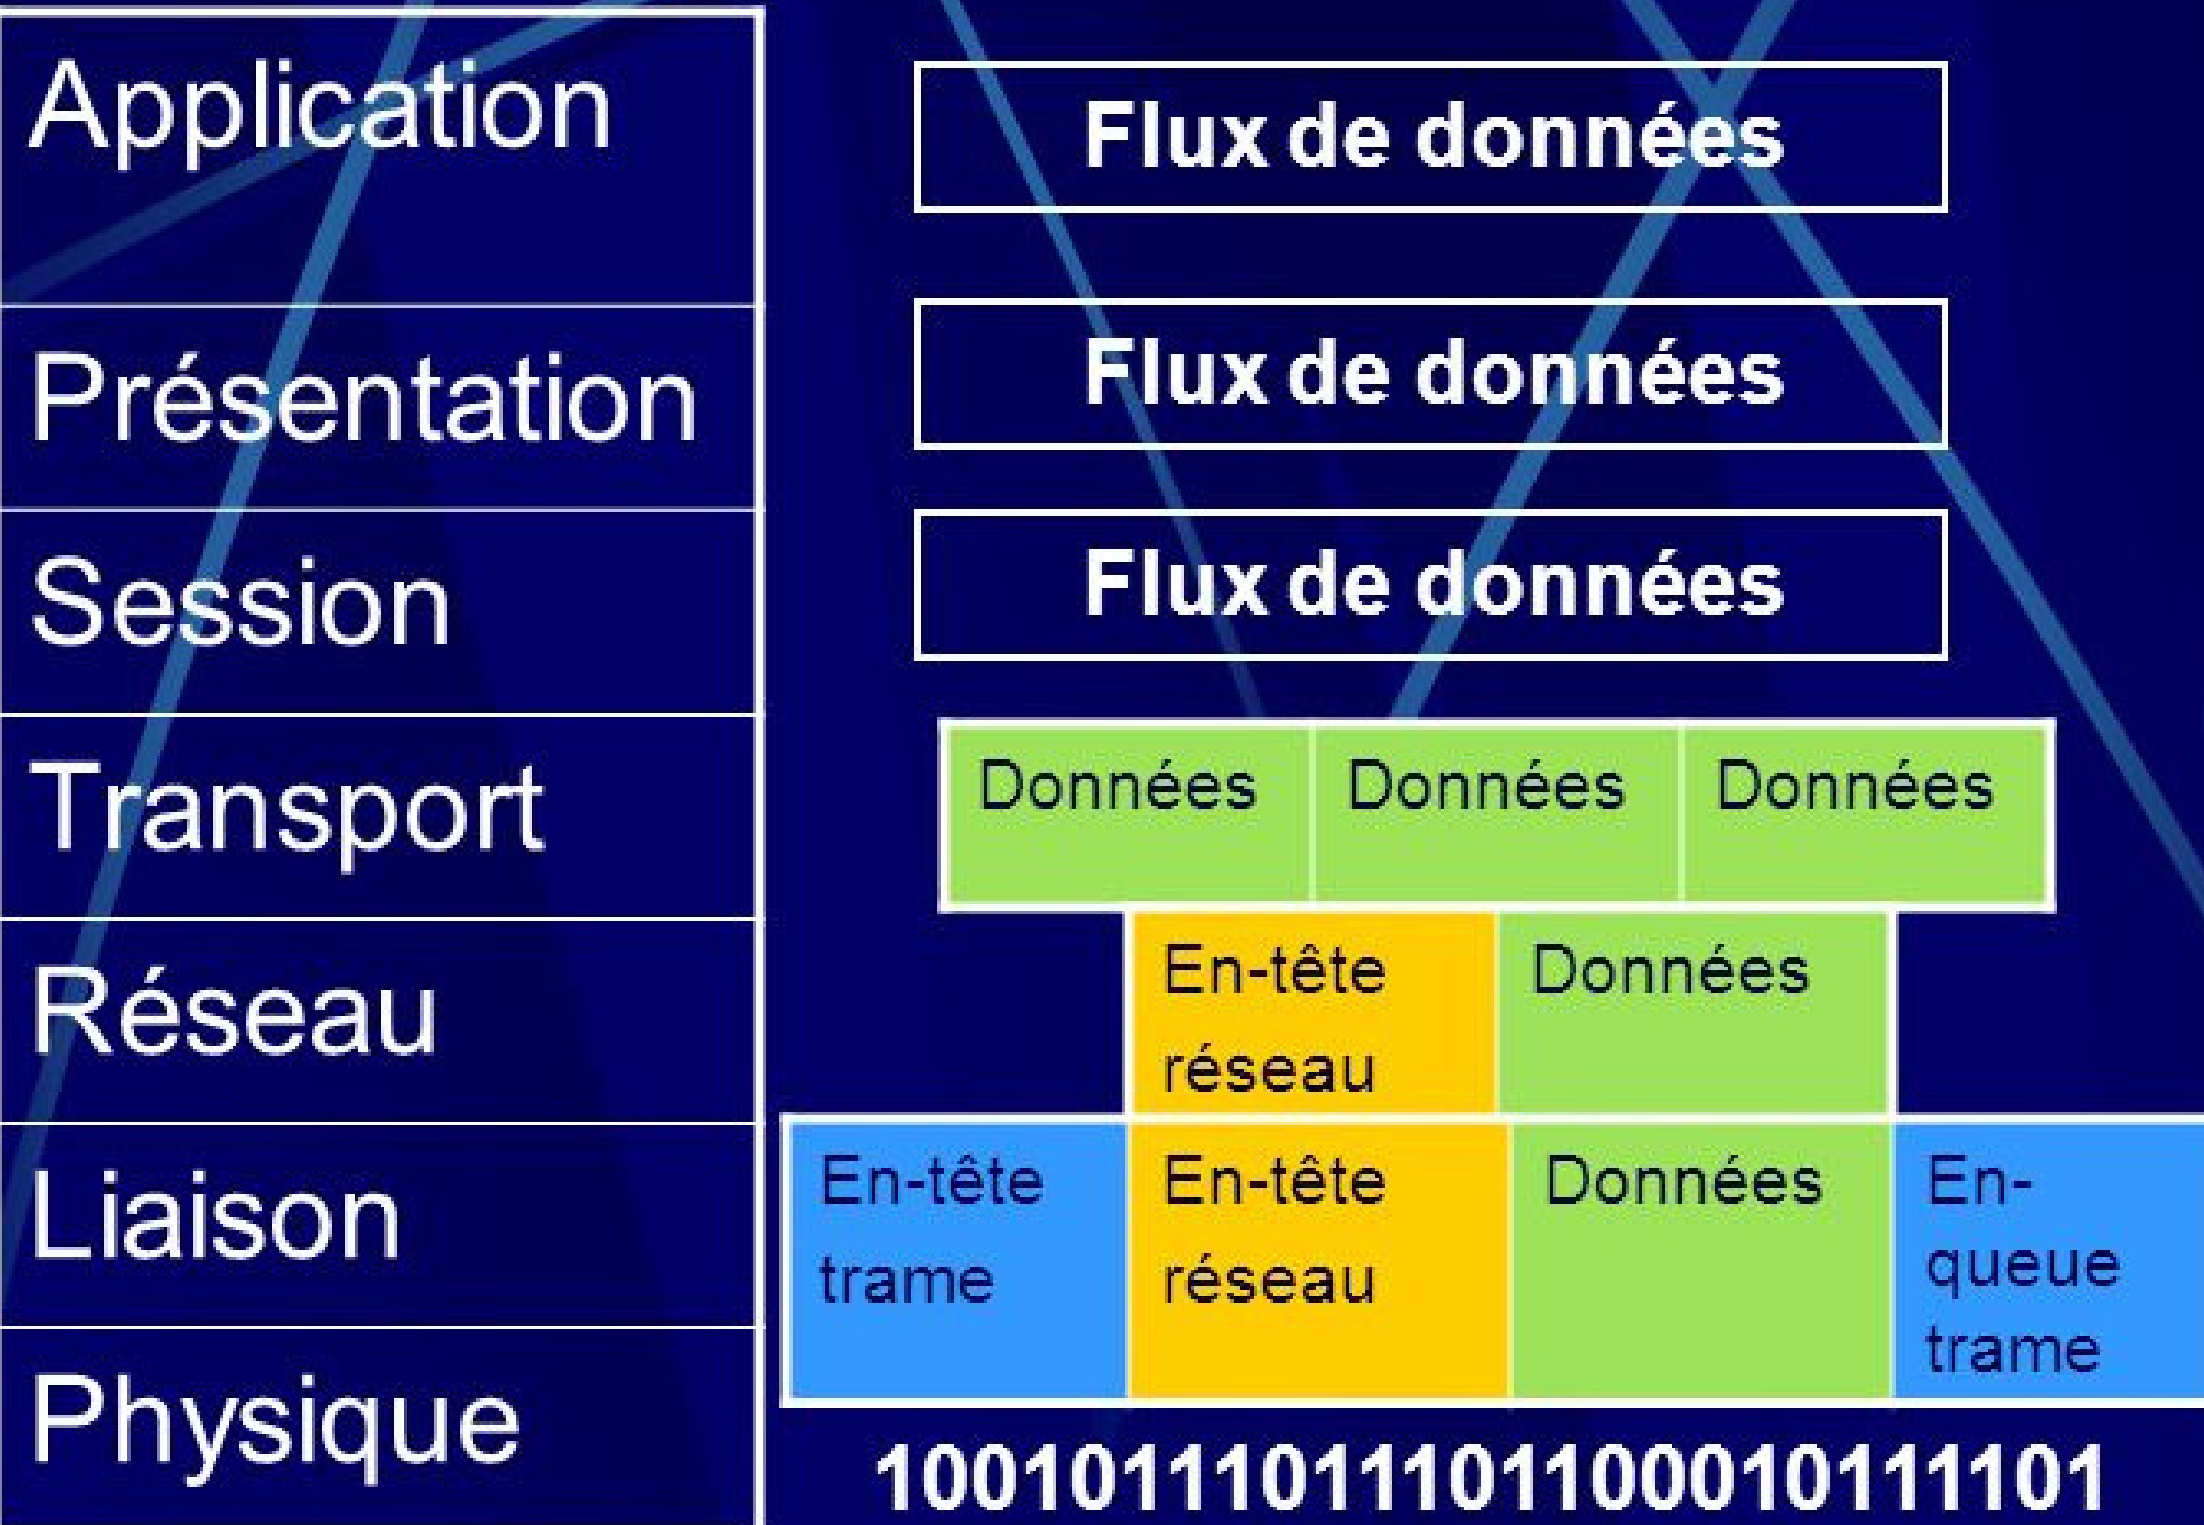 Application
Flux de données
Présentation
Flux de données
Session
Flux de données
Transport
Données Données Données
Réseau
En-tête
réseau
Données
Liaison
En-tête
trame
En-tête
réseau
Données
En-
queue
trame
Physique
10010111011101100010111101